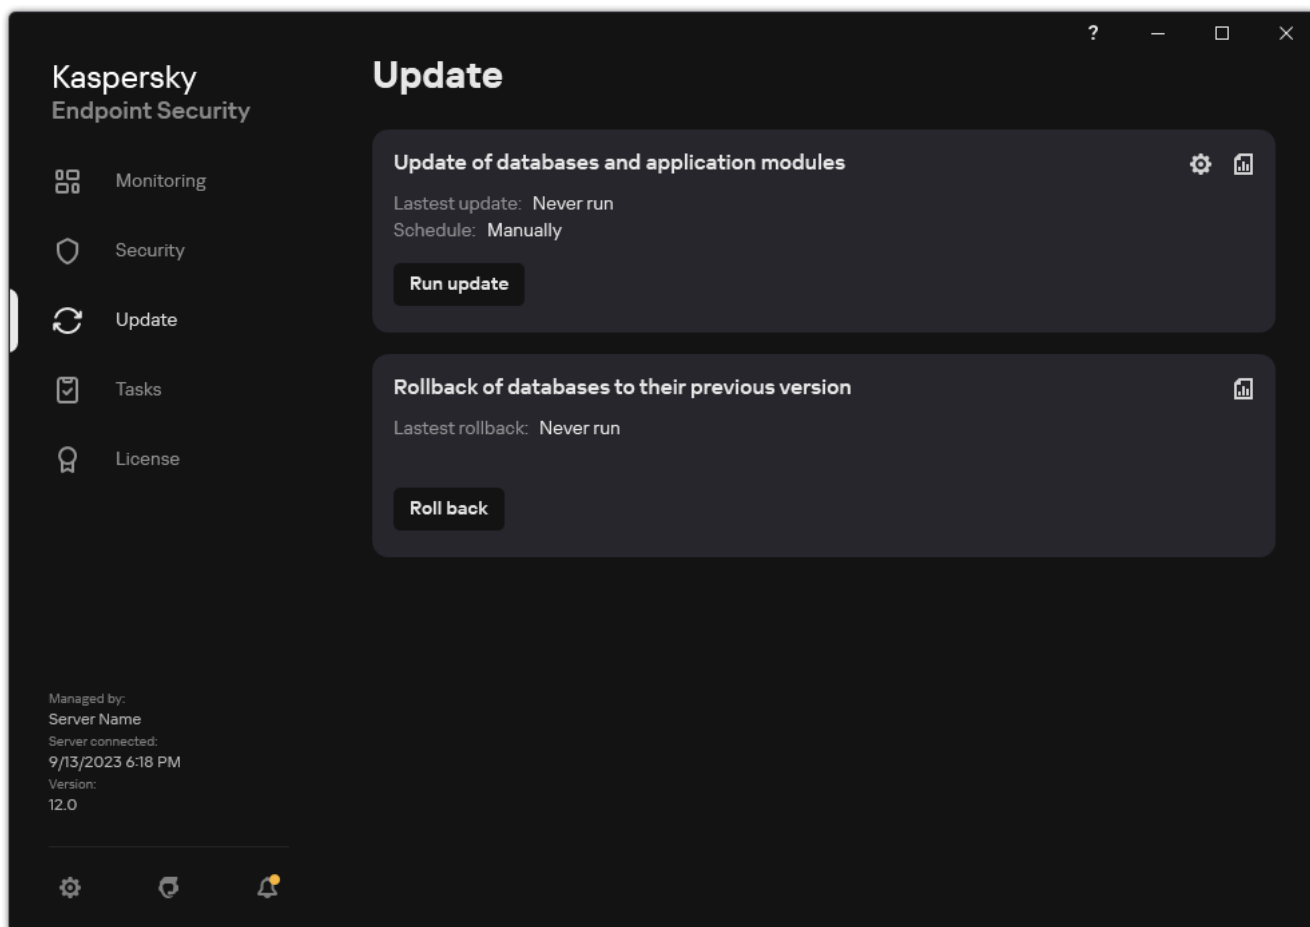 ?
Kaspersky
Endpoint Security
Monitoring
Security
Update
Tasks
License
Managed by:
Server Name
Server connected:
9/13/2023 6:18 PM
Version:
12.0
Update
Update of databases and application modules
Lastest update: Never run
Schedule: Manually
Run update
Rollback of databases to their previous version
Lastest rollback: Never run
Roll back